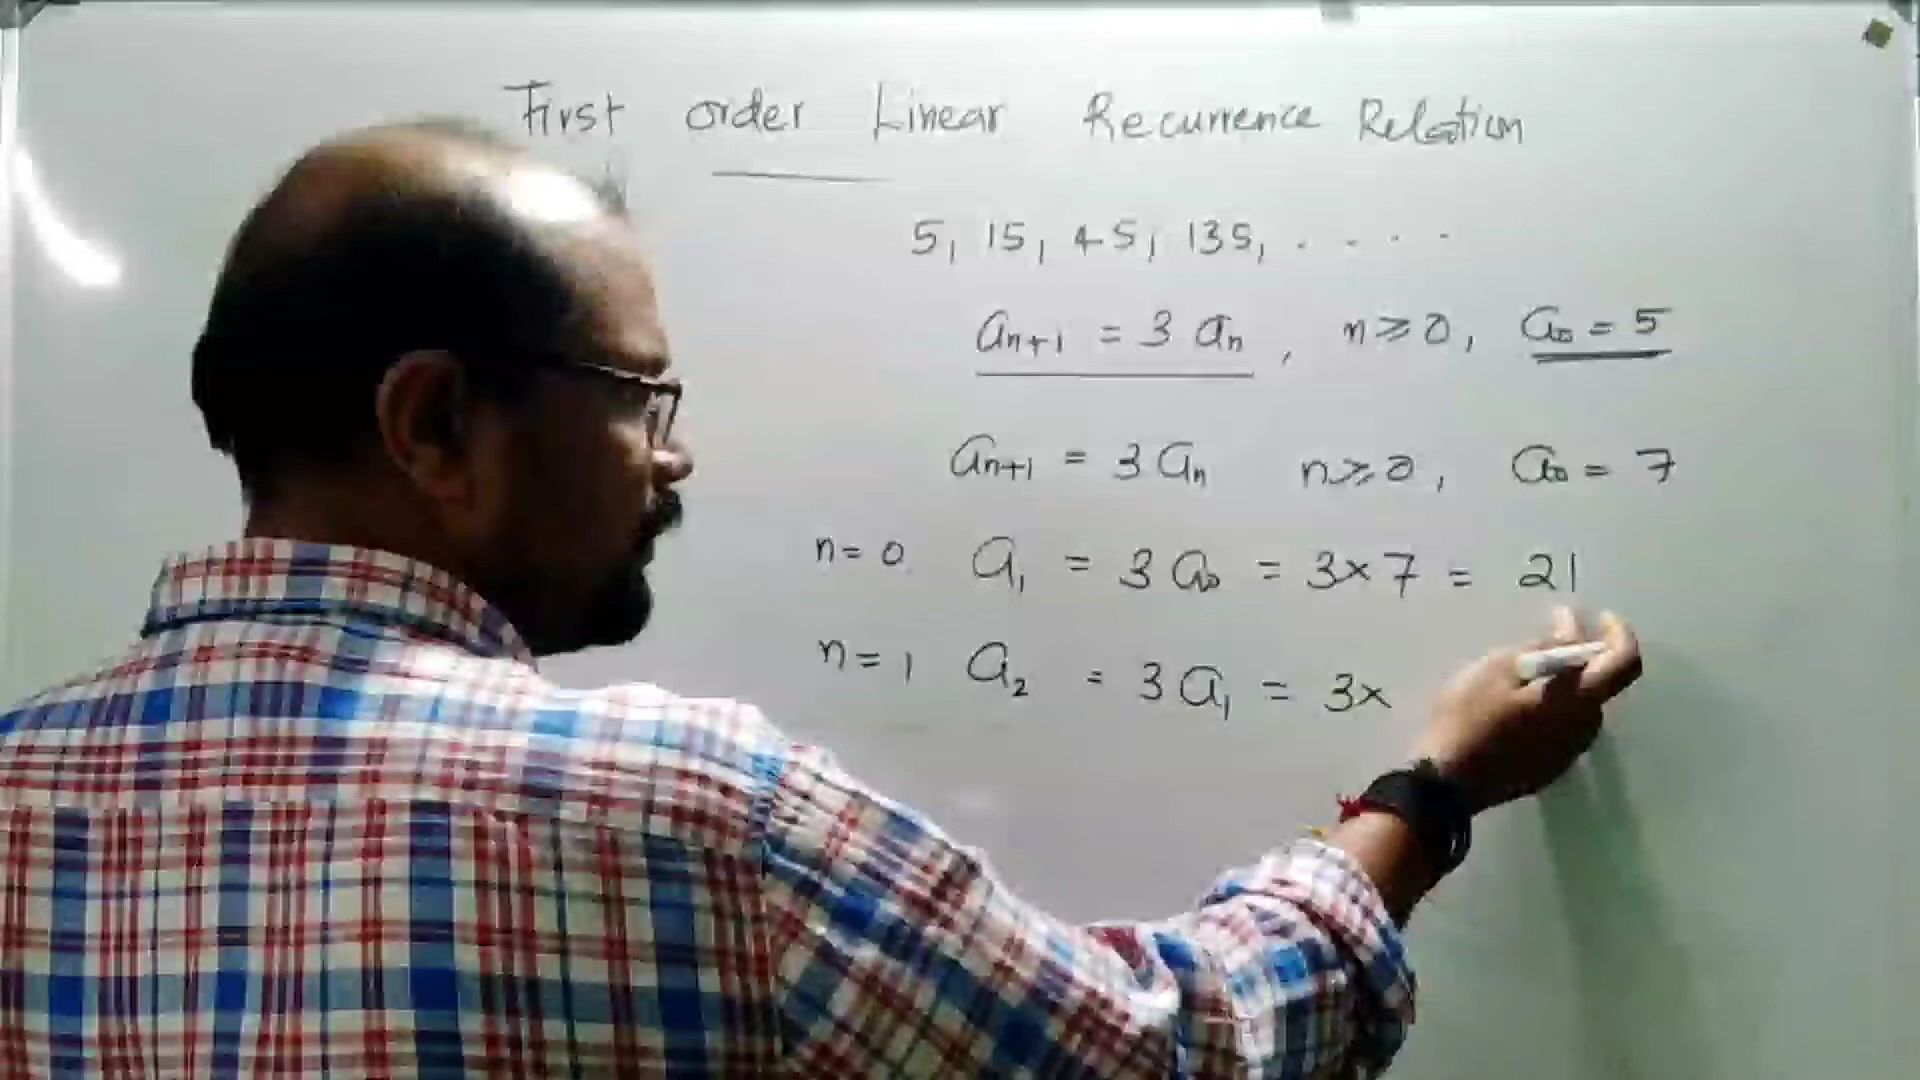 First order Linear Recurrence Relation
5, 15, 45, 135, . . . .
aₙ₊₁ = 3 aₙ , n ≥ 0, a₀ = 5
aₙ₊₁ = 3 aₙ n ≥ 0, a₀ = 7
n = 0 a₁ = 3 a₀ = 3 × 7 = 21
n = 1 a₂ = 3 a₁ = 3 ×